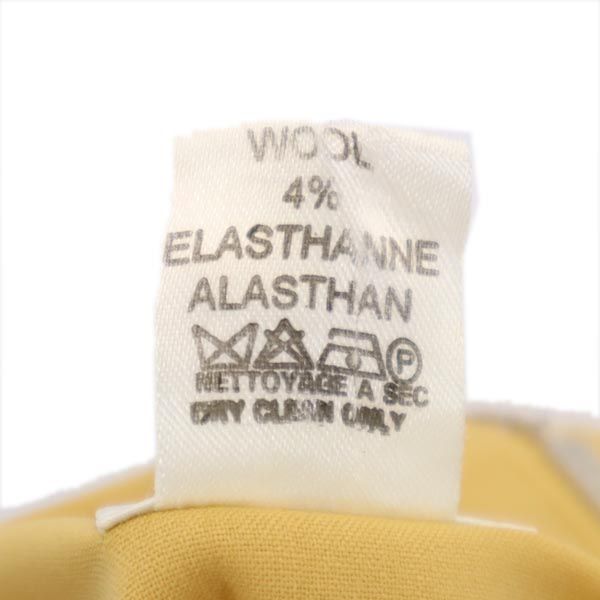 WOOL
4%
ELASTHANNE
ALASTHAN
P
NETTOYAGE A SEC
DRY CLEAN ONLY